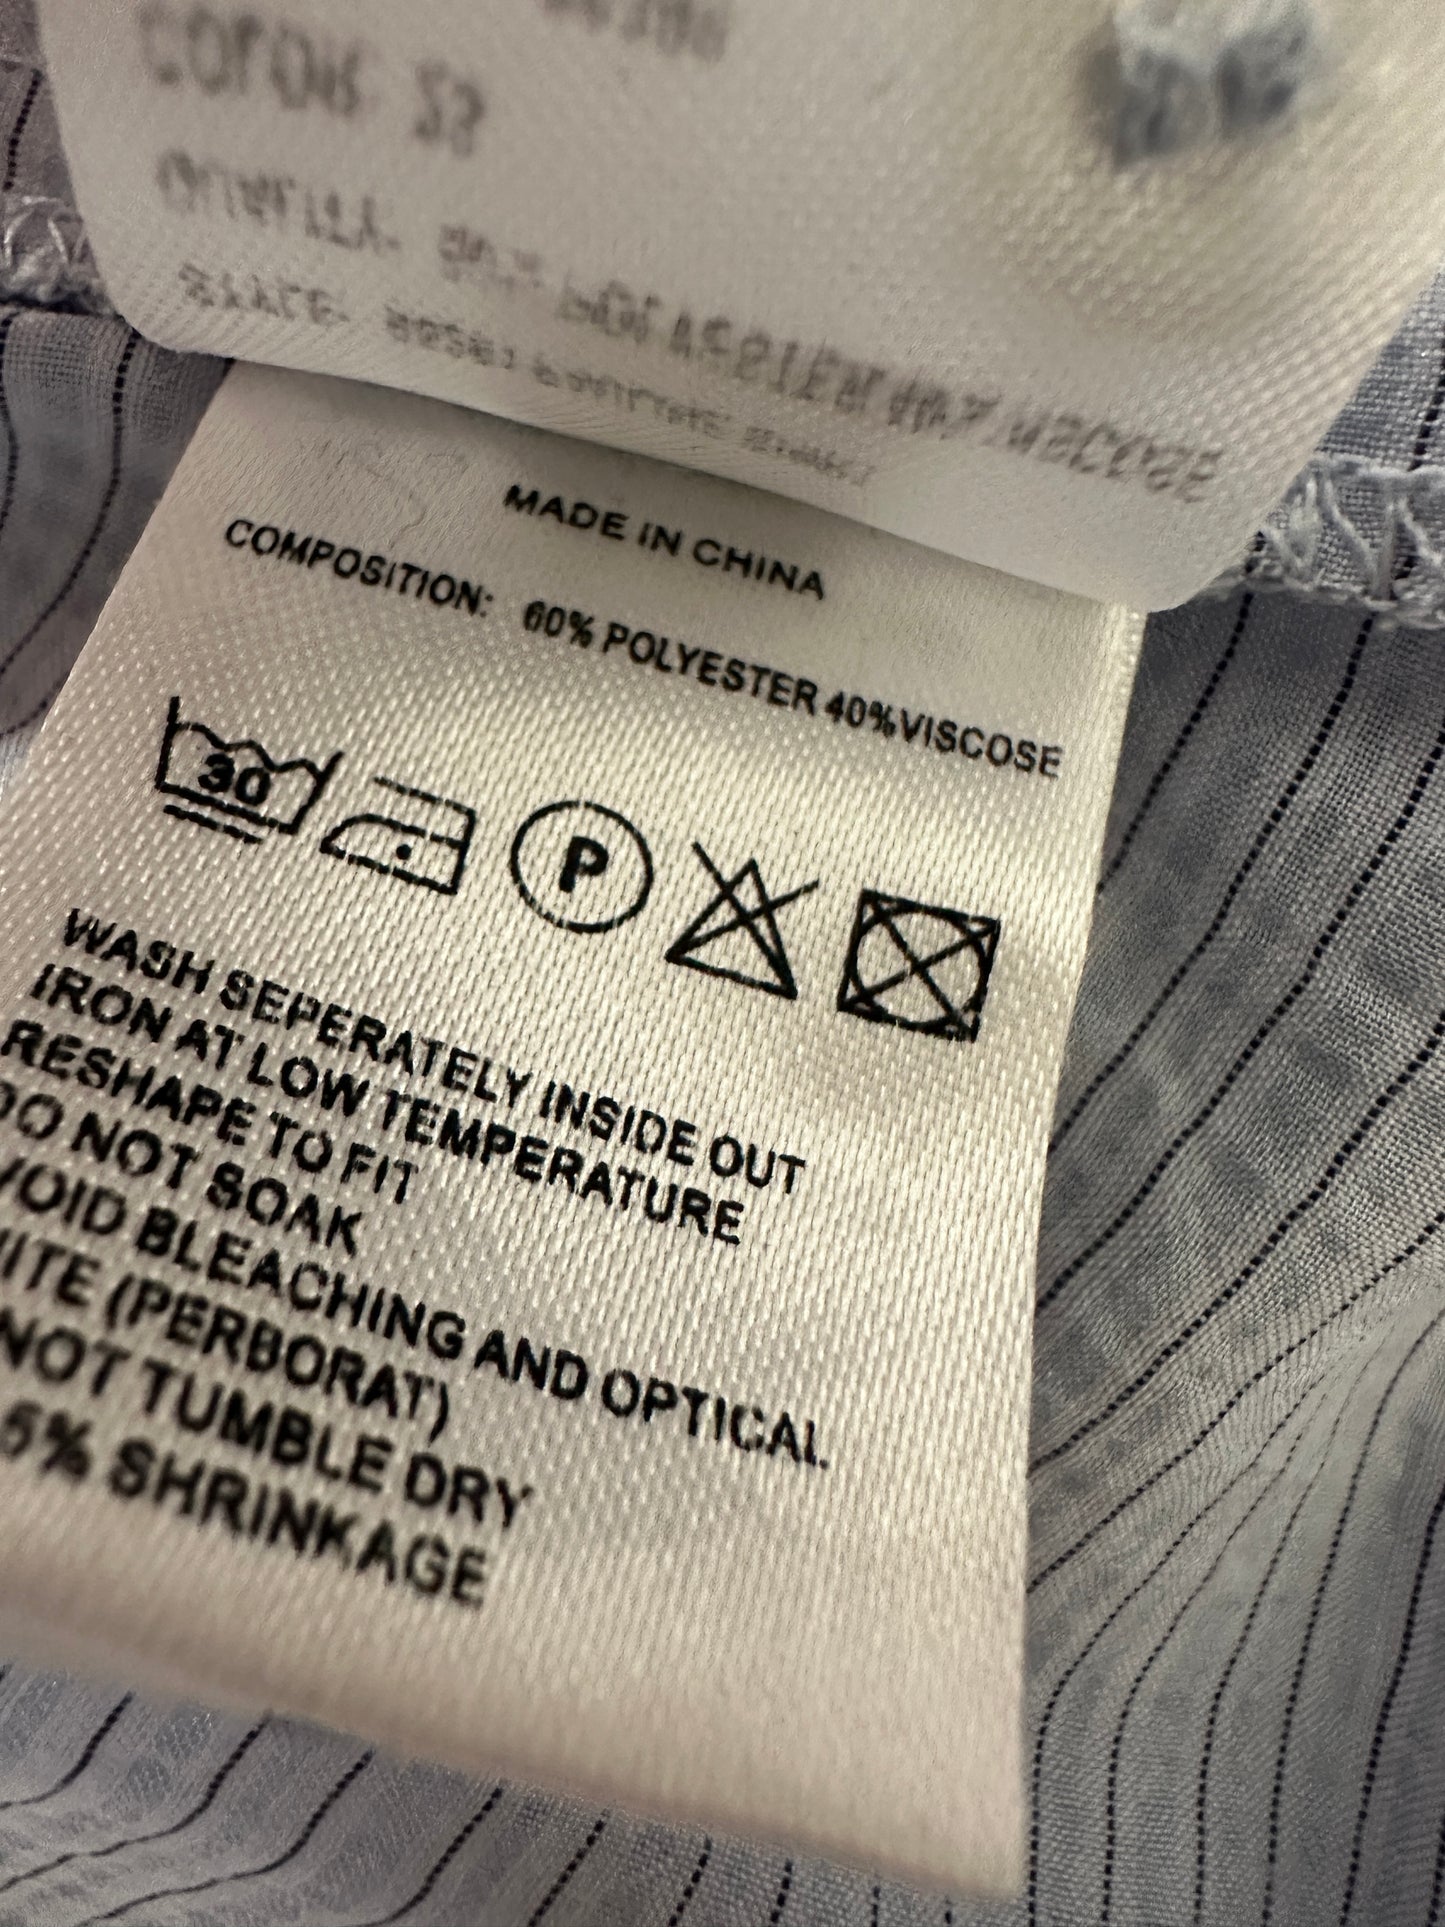 MADE IN CHINA
COMPOSITION: 60% POLYESTER 40%VISCOSE
30
P
WASH SEPERATELY INSIDE OUT
IRON AT LOW TEMPERATURE
RESHAPE TO FIT
DO NOT SOAK
VOID BLEACHING AND OPTICAL
ITE (PERBORAT)
NOT TUMBLE DRY
5% SHRINKAGE